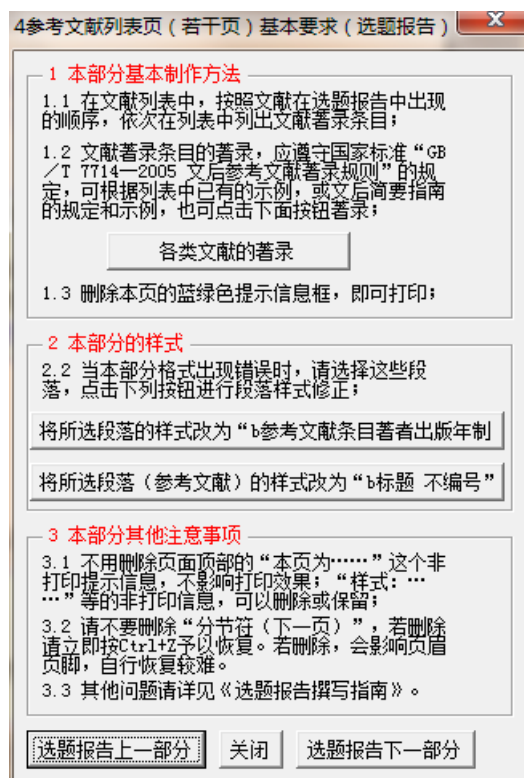 4参考文献列表页（若干页）基本要求（选题报告）
1 本部分基本制作方法
1.1 在文献列表中，按照文献在选题报告中出现
的顺序，依次在列表中列出文献著录条目；
1.2 文献著录条目的著录，应遵守国家标准“GB
／T 7714—2005 文后参考文献著录规则”的规
定，可根据列表中已有的示例，或文后简要指南
的规定和示例，也可点击下面按钮著录；
各类文献的著录
1.3 删除本页的蓝绿色提示信息框，即可打印；
2 本部分的样式
2.2 当本部分格式出现错误时，请选择这些段
落，点击下列按钮进行段落样式修正；
将所选段落的样式改为“b参考文献条目著者出版年制
将所选段落（参考文献）的样式改为“b标题 不编号”
3 本部分其他注意事项
3.1 不用删除页面顶部的“本页为……”这个非
打印提示信息，不影响打印效果；“样式：…
…”等的非打印信息，可以删除或保留；
3.2 请不要删除“分节符（下一页）”，若删除
请立即按Ctrl+Z予以恢复。若删除，会影响页眉
页脚，自行恢复较难。
3.3 其他问题请详见《选题报告撰写指南》。
选题报告上一部分
关闭
选题报告下一部分